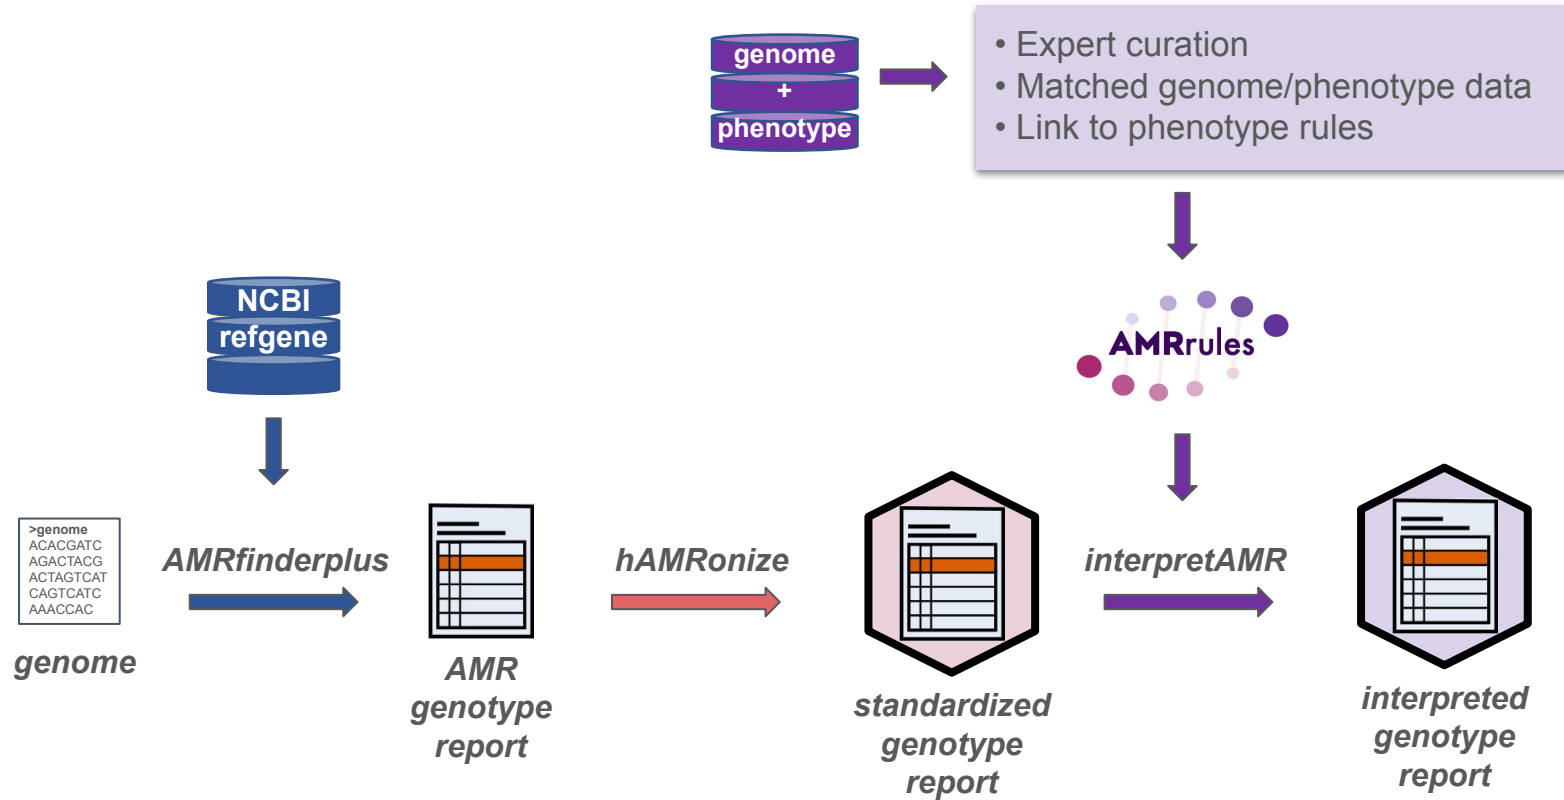 genome
+
phenotype
• Expert curation
• Matched genome/phenotype data
• Link to phenotype rules
NCBI
refgene
AMRrules
>genome
ACACGATC
AGACTACG
ACTAGTCAT
CAGTCATC
AAACCAC
genome
AMRfinderplus
AMR
genotype
report
hAMRonize
standardized
genotype
report
interpretAMR
interpreted
genotype
report